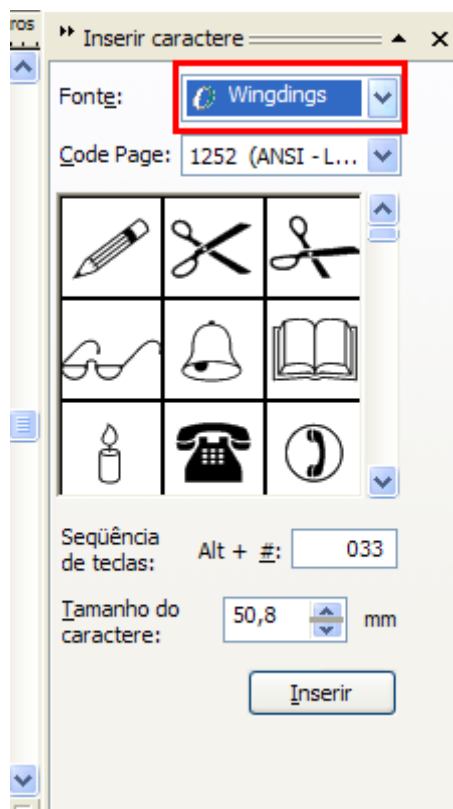 ros
Inserir caractere
Fonte: Wingdings
Code Page: 1252 (ANSI - L...
Seqüência
de teclas: Alt + #: 033
Tamanho do
caractere: 50,8 mm
Inserir